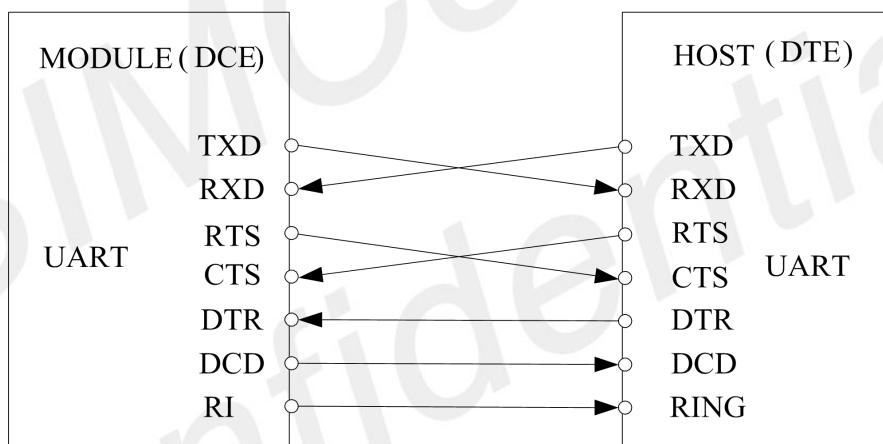 MODULE ( DCE)
HOST ( DTE)
TXD
TXD
RXD
RXD
RTS
RTS
UART
UART
CTS
CTS
DTR
DTR
DCD
DCD
RI
RING